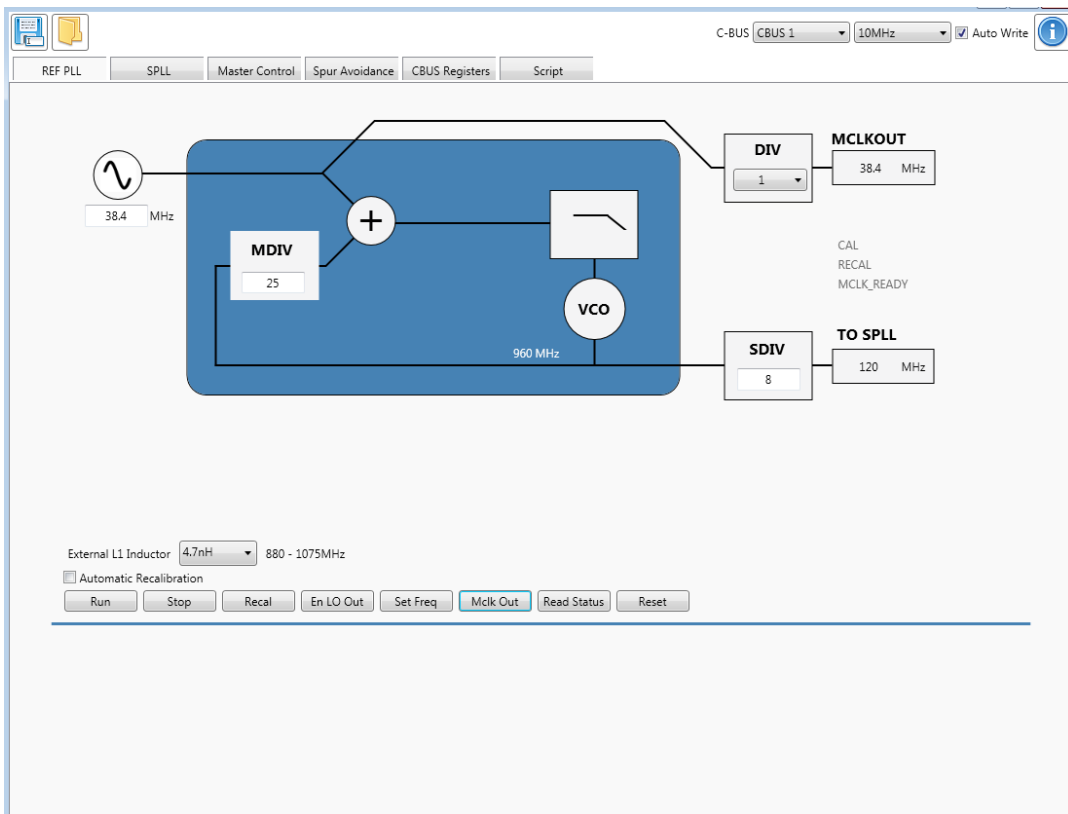 C-BUS CBUS 1 10MHz Auto Write
REF PLL SPLL Master Control Spur Avoidance CBUS Registers Script
DIV
1
MCLKOUT
38.4 MHz
38.4 MHz
MDIV
25
CAL
RECAL
MCLK_READY
VCO
960 MHz
SDIV
8
TO SPLL
120 MHz
External L1 Inductor 4.7nH 880 - 1075MHz
Automatic Recalibration
Run Stop Recal En LO Out Set Freq Mclk Out Read Status Reset